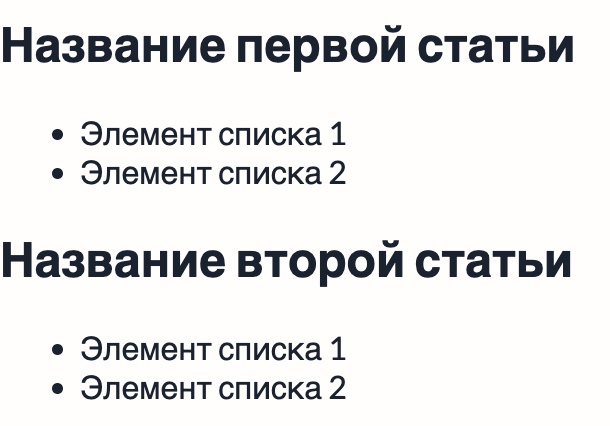 Название первой статьи
• Элемент списка 1
• Элемент списка 2
Название второй статьи
• Элемент списка 1
• Элемент списка 2